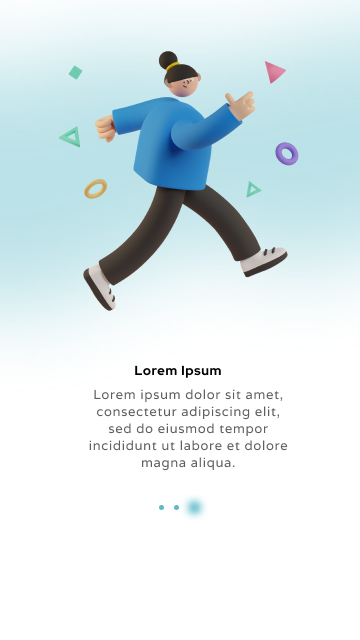 Lorem Ipsum
Lorem ipsum dolor sit amet,
consectetur adipiscing elit,
sed do eiusmod tempor
incididunt ut labore et dolore
magna aliqua.